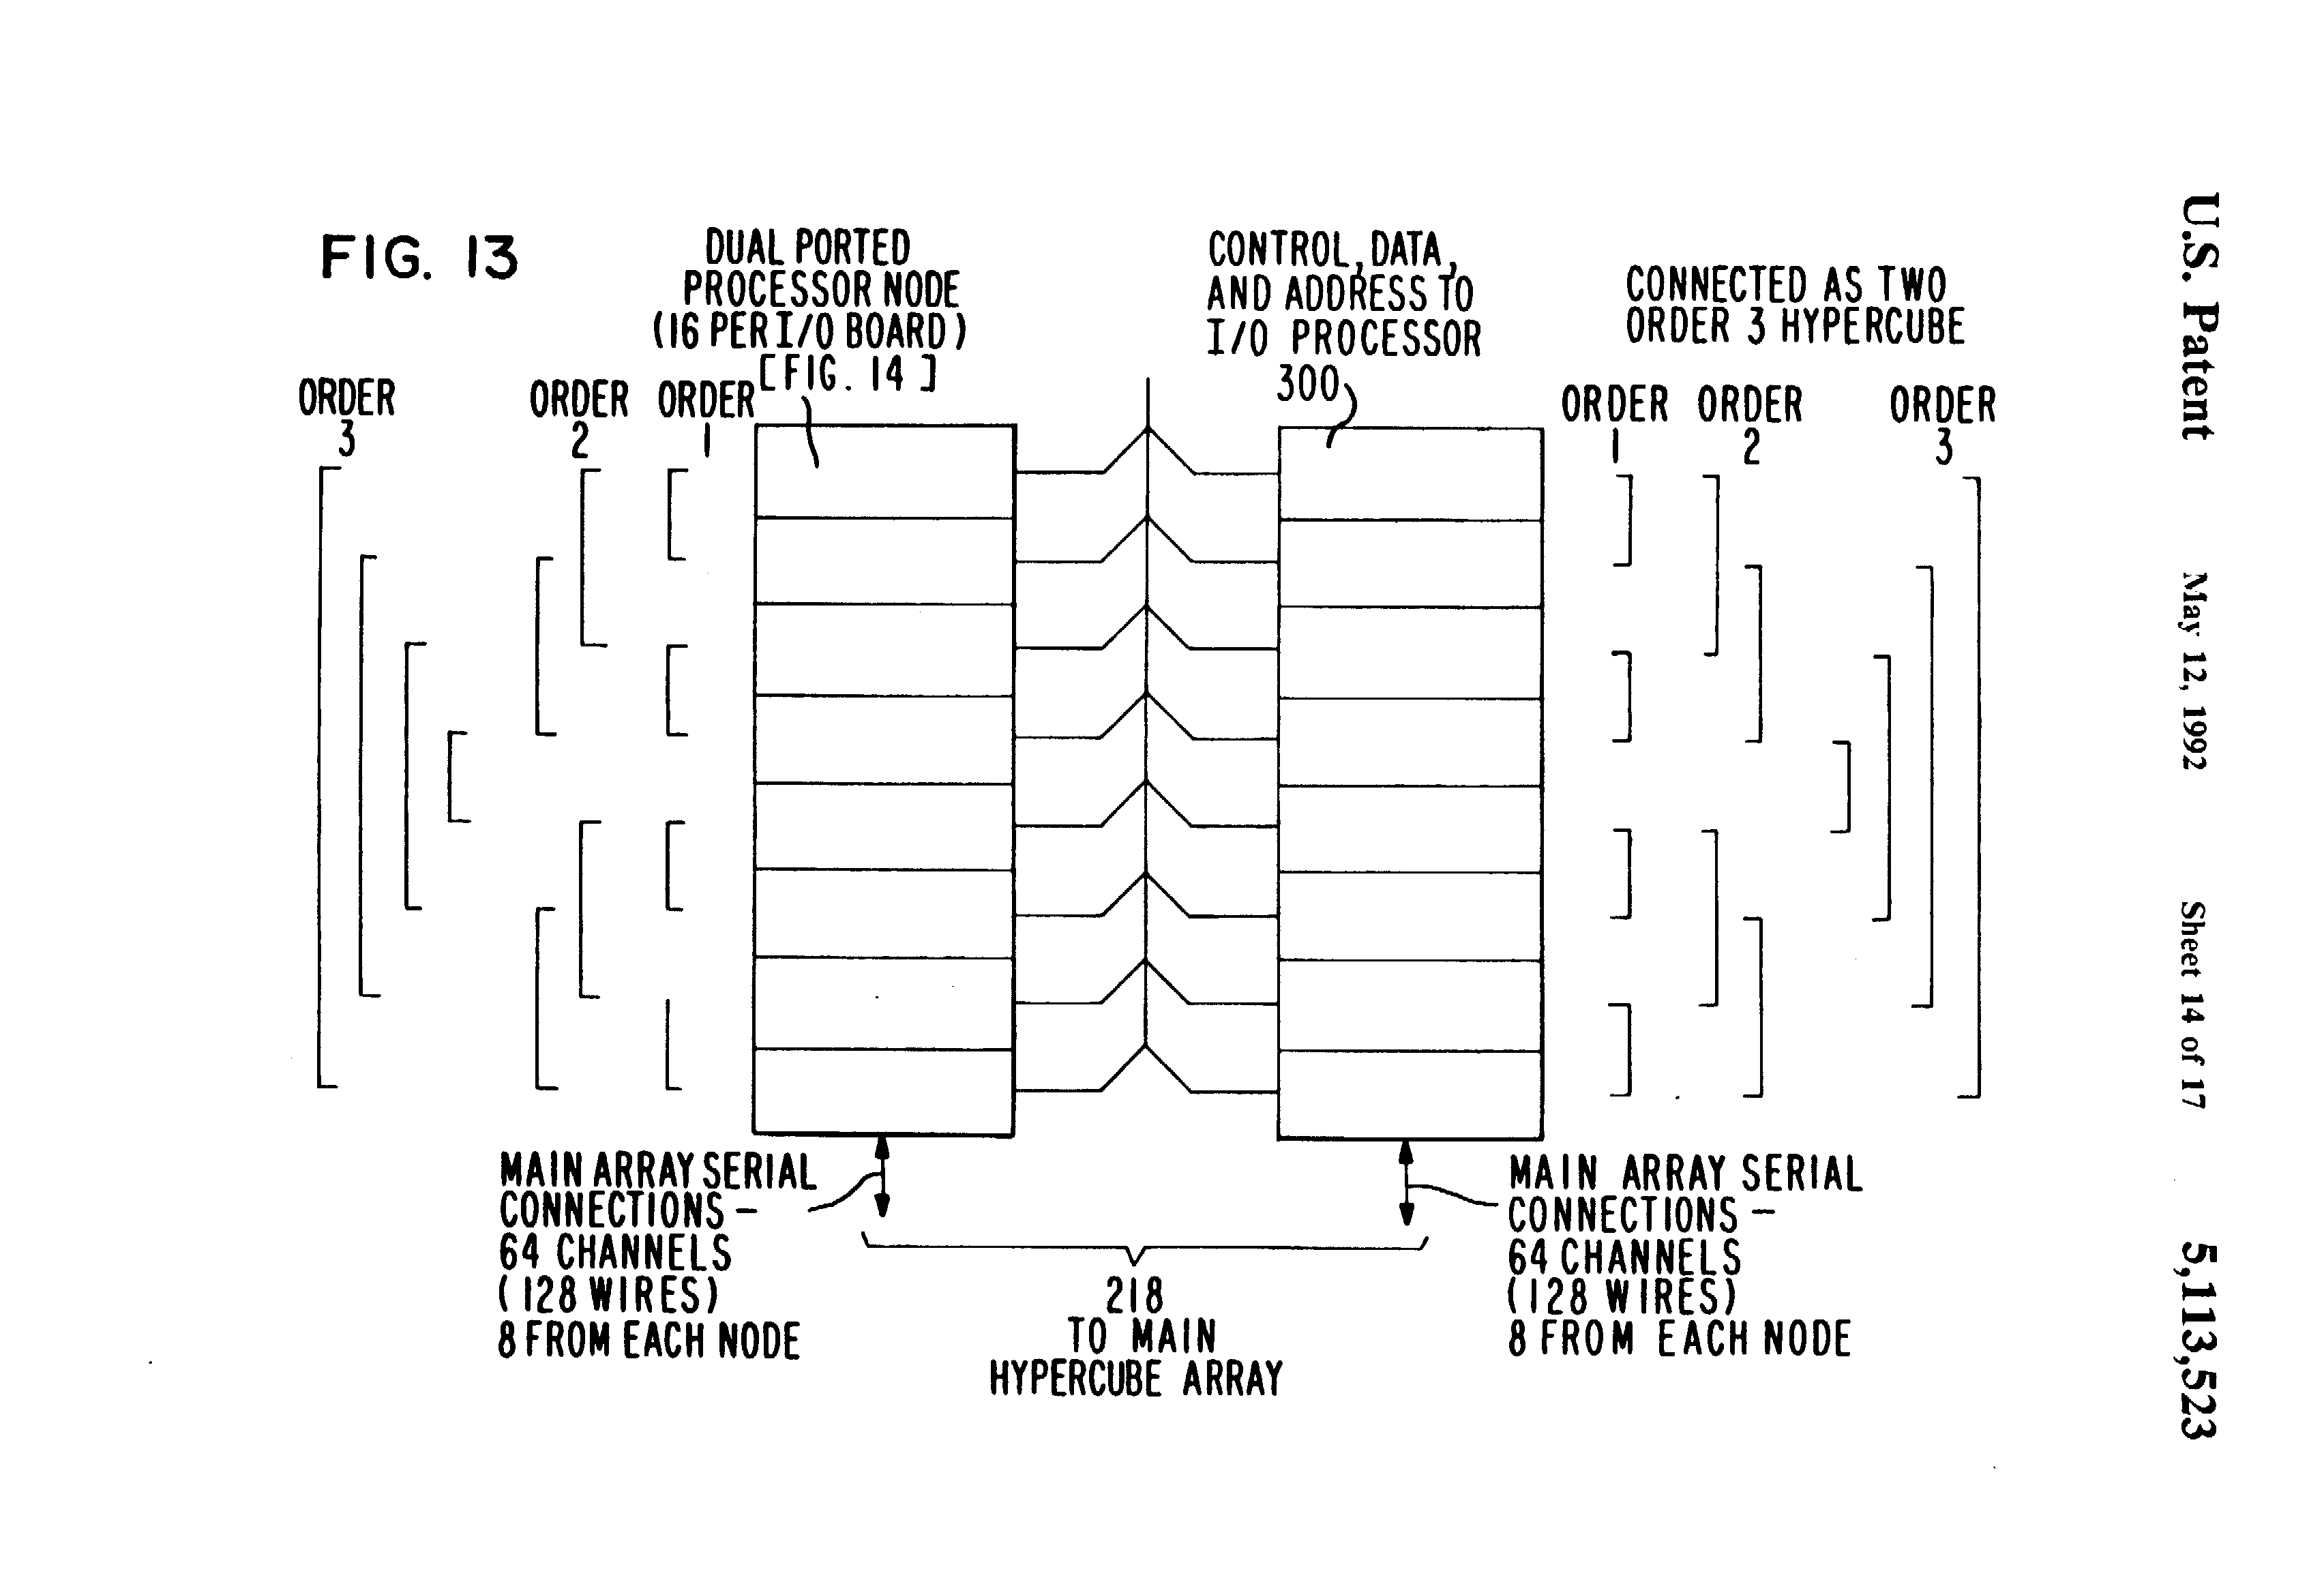 U.S. Patent May 12, 1992 Sheet 14 of 17 5,113,523
FIG. 13
DUAL PORTED
PROCESSOR NODE
(16 PER I/O BOARD)
[FIG. 14]
CONTROL, DATA,
AND ADDRESS TO
I/O PROCESSOR
300
CONNECTED AS TWO
ORDER 3 HYPERCUBE
ORDER
3
ORDER
2
ORDER
1
ORDER
1
ORDER
2
ORDER
3
MAIN ARRAY SERIAL
CONNECTIONS –
64 CHANNELS
(128 WIRES)
8 FROM EACH NODE
218
TO MAIN
HYPERCUBE ARRAY
MAIN ARRAY SERIAL
CONNECTIONS –
64 CHANNELS
(128 WIRES)
8 FROM EACH NODE